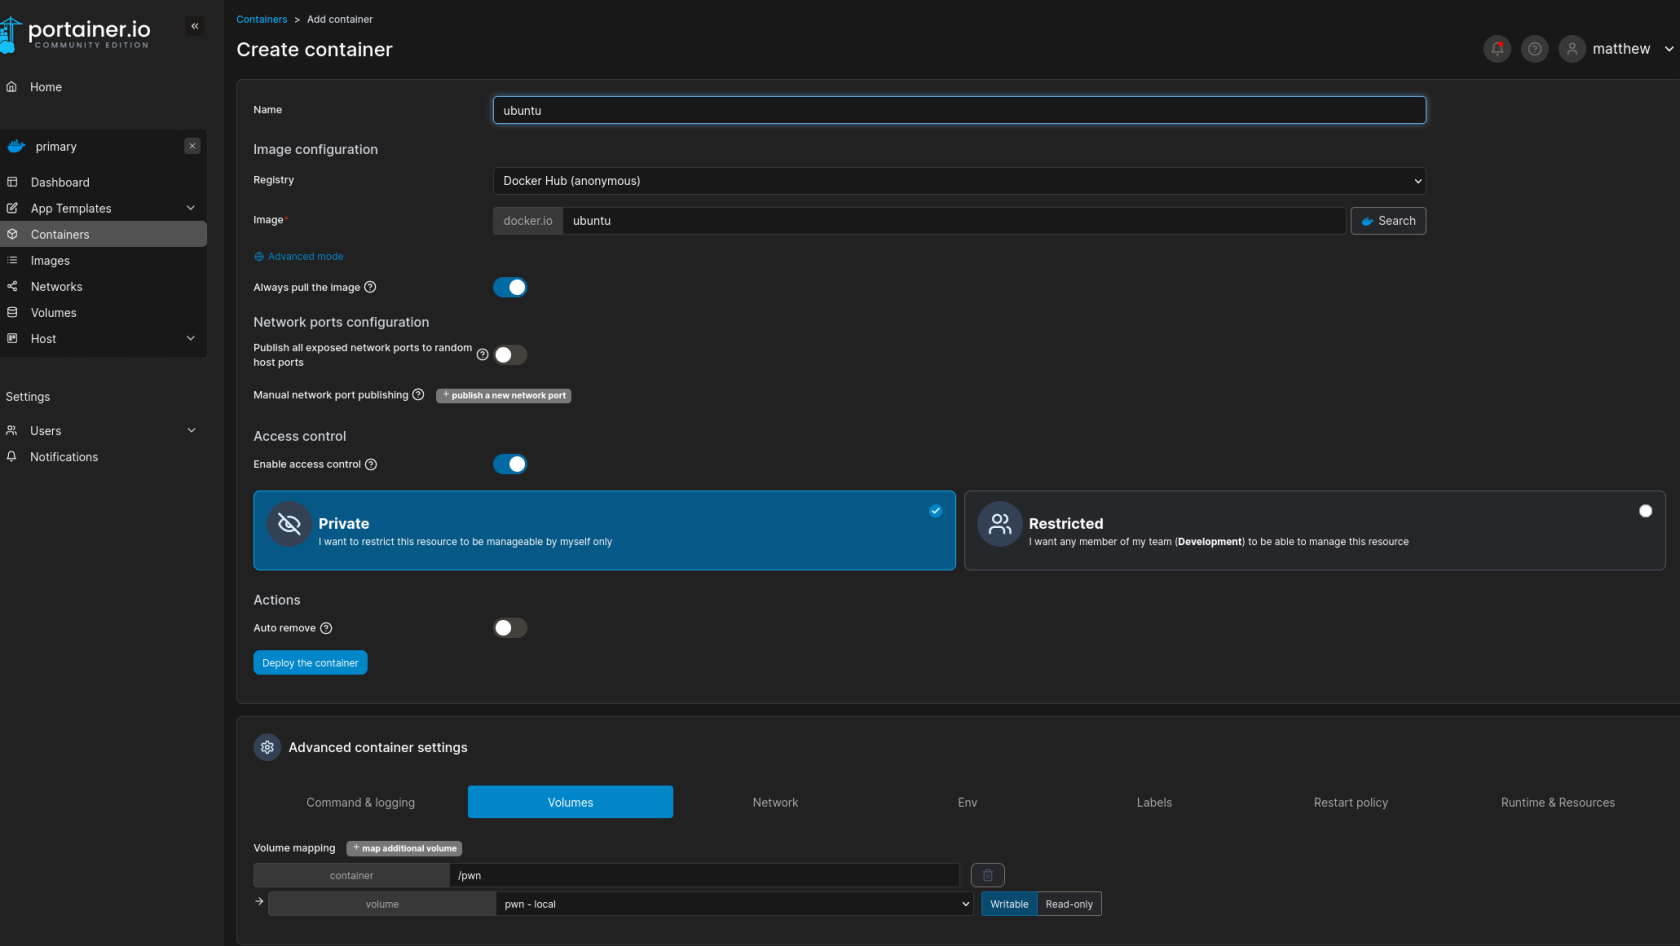 portainer.io
COMMUNITY EDITION
«
Home
primary
Dashboard
App Templates
Containers
Images
Networks
Volumes
Host
Settings
Users
Notifications
Containers > Add container
Create container
matthew
Name ubuntu
Image configuration
Registry Docker Hub (anonymous)
Image* docker.io ubuntu Search
Advanced mode
Always pull the image
Network ports configuration
Publish all exposed network ports to random
host ports
Manual network port publishing + publish a new network port
Access control
Enable access control
Private
I want to restrict this resource to be manageable by myself only
Restricted
I want any member of my team (Development) to be able to manage this resource
Actions
Auto remove
Deploy the container
Advanced container settings
Command & logging Volumes Network Env Labels Restart policy Runtime & Resources
Volume mapping + map additional volume
container /pwn
volume pwn - local Writable Read-only